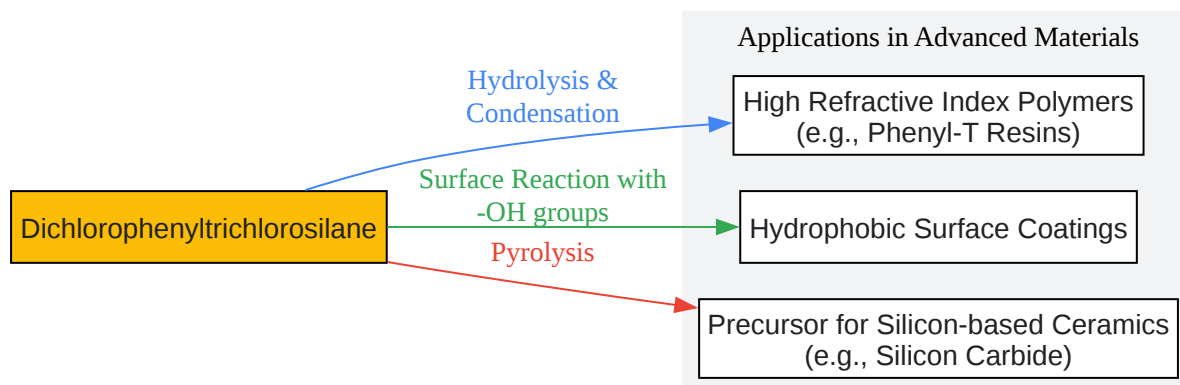 Applications in Advanced Materials
Hydrolysis &
Condensation
High Refractive Index Polymers
(e.g., Phenyl-T Resins)
Surface Reaction with
-OH groups
Dichlorophenyltrichlorosilane
Hydrophobic Surface Coatings
Pyrolysis
Precursor for Silicon-based Ceramics
(e.g., Silicon Carbide)